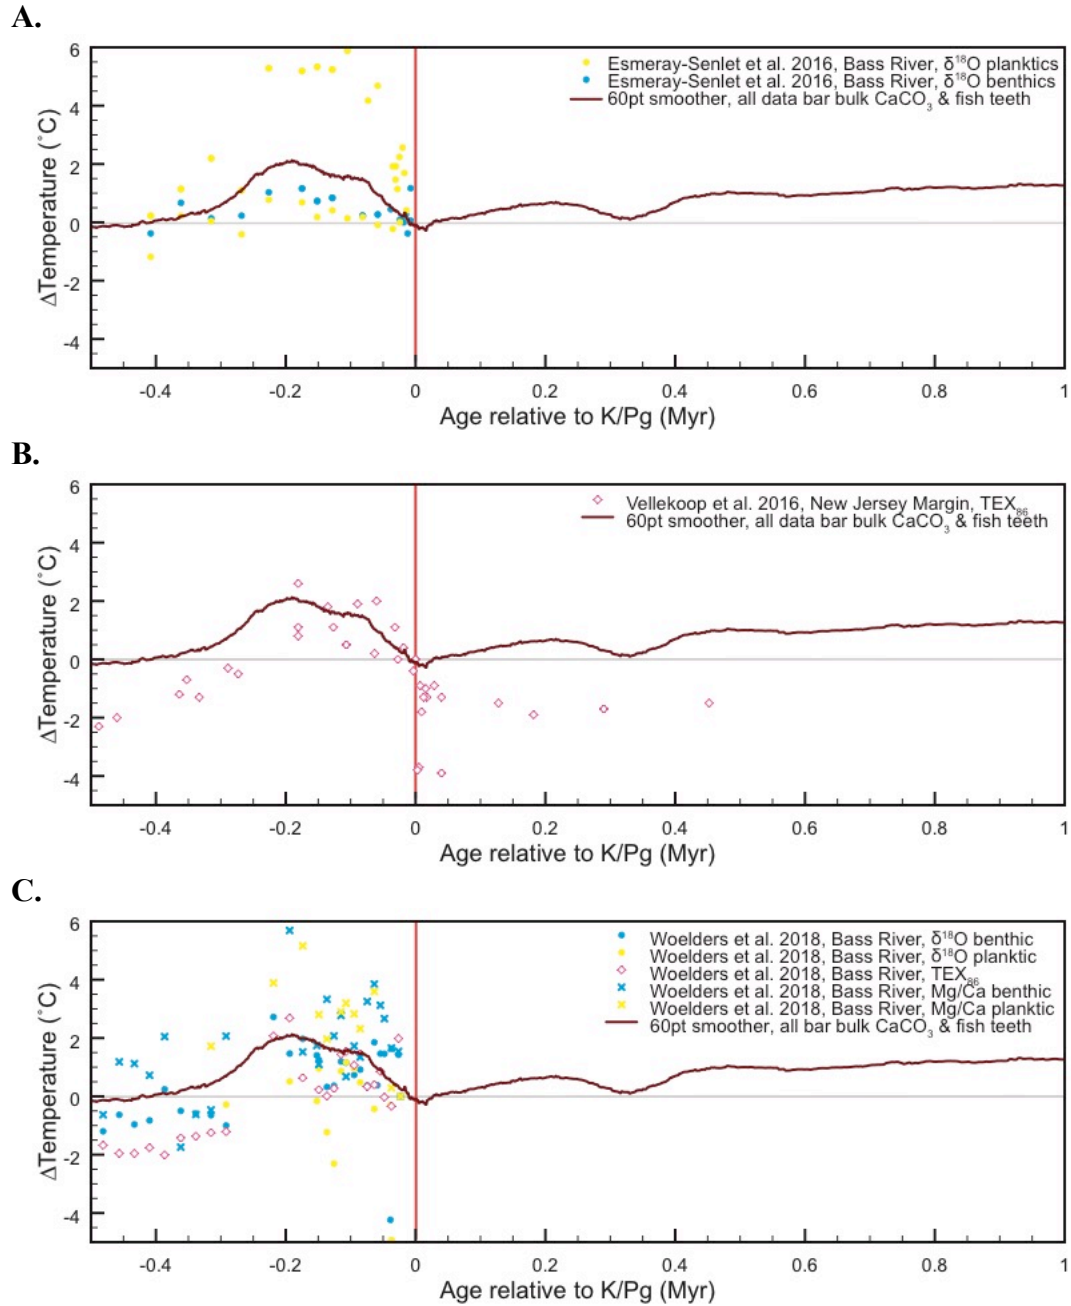 A.
6
4
2
0
-2
-4
ΔTemperature (˚C)
Esmeray-Senlet et al. 2016, Bass River, δ¹⁸O planktics
Esmeray-Senlet et al. 2016, Bass River, δ¹⁸O benthics
60pt smoother, all data bar bulk CaCO₃ & fish teeth
-0.4 -0.2 0 0.2 0.4 0.6 0.8 1
Age relative to K/Pg (Myr)
B.
6
4
2
0
-2
-4
ΔTemperature (˚C)
Vellekoop et al. 2016, New Jersey Margin, TEX₈₆
60pt smoother, all data bar bulk CaCO₃ & fish teeth
-0.4 -0.2 0 0.2 0.4 0.6 0.8 1
Age relative to K/Pg (Myr)
C.
6
4
2
0
-2
-4
ΔTemperature (˚C)
Woelders et al. 2018, Bass River, δ¹⁸O benthic
Woelders et al. 2018, Bass River, δ¹⁸O planktic
Woelders et al. 2018, Bass River, TEX₈₆
Woelders et al. 2018, Bass River, Mg/Ca benthic
Woelders et al. 2018, Bass River, Mg/Ca planktic
60pt smoother, all bar bulk CaCO₃ & fish teeth
-0.4 -0.2 0 0.2 0.4 0.6 0.8 1
Age relative to K/Pg (Myr)